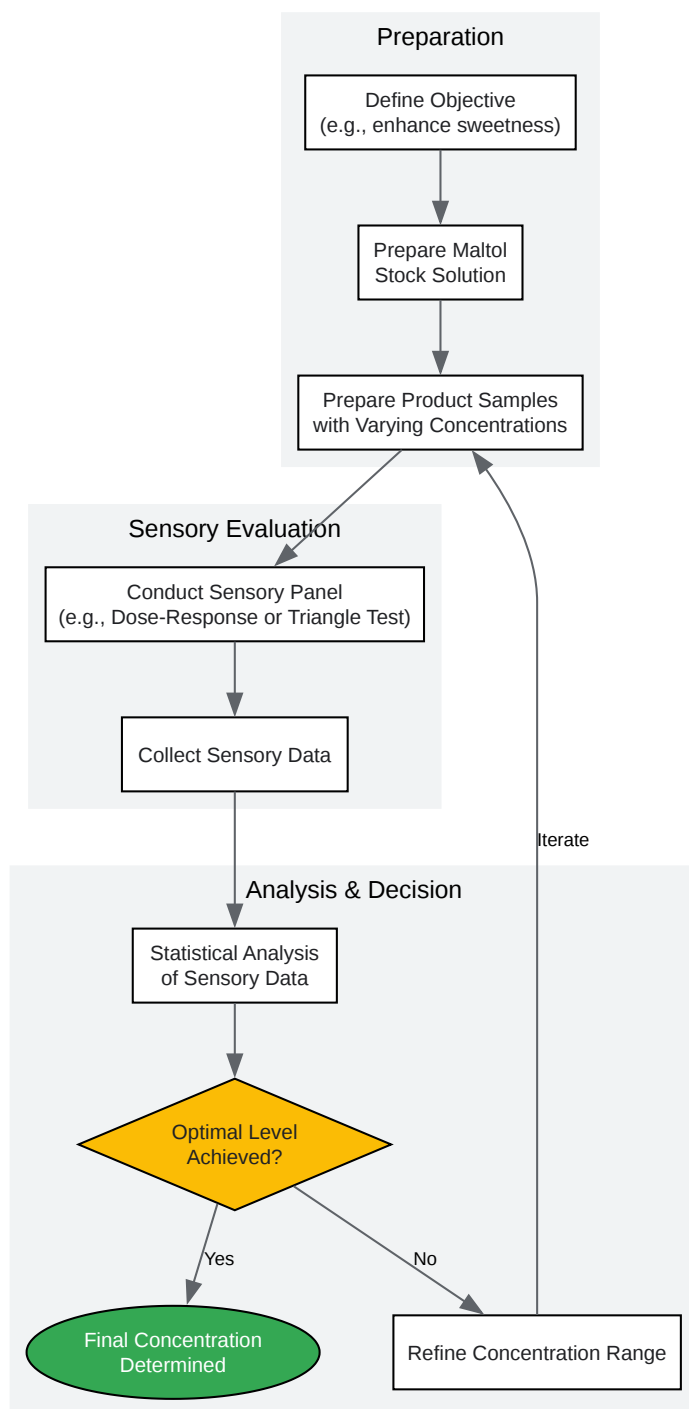 Preparation
Define Objective
(e.g., enhance sweetness)
Prepare Maltol
Stock Solution
Prepare Product Samples
with Varying Concentrations
Sensory Evaluation
Conduct Sensory Panel
(e.g., Dose-Response or Triangle Test)
Collect Sensory Data
Iterate
Analysis & Decision
Statistical Analysis
of Sensory Data
Optimal Level
Achieved?
Yes
No
Final Concentration
Determined
Refine Concentration Range